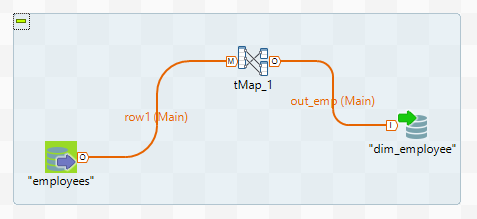 M
O
tMap_1
row1 (Main)
out_emp (Main)
I
"dim_employee"
O
"employees"